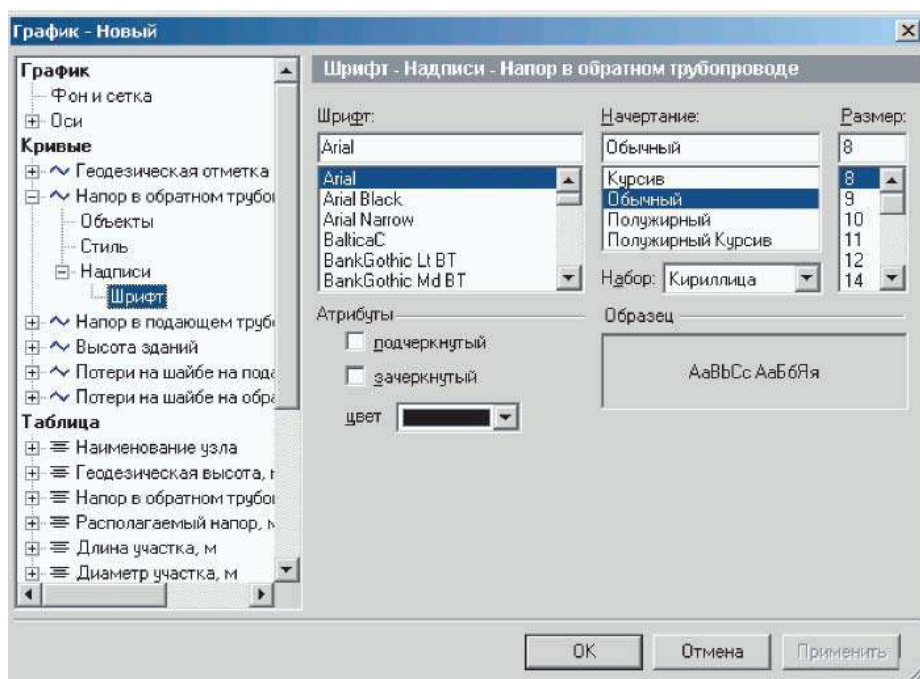 График - Новый
График
Фон и сетка
Оси
Кривые
Геодезическая отметка
Напор в обратном трубо
Объекты
Стиль
Надписи
Шрифт
Напор в подающем труб
Высота зданий
Потери на шайбе на пода
Потери на шайбе на обра
Таблица
Наименование узла
Геодезическая высота,
Напор в обратном трубо
Располагаемый напор, м
Длина участка, м
Диаметр участка, м
Шрифт - Надписи - Напор в обратном трубопроводе
Шрифт:
Arial
Arial
Arial Black
Arial Narrow
BalticaC
BankGothic Lt BT
BankGothic Md BT
Начертание:
Обычный
Курсив
Обычный
Полужирный
Полужирный Курсив
Набор: Кириллица
Размер:
8
8
9
10
11
12
14
Атрибуты
подчеркнутый
зачеркнутый
цвет
Образец
AaBbCc АаБбЯя
OK
Отмена
Применить